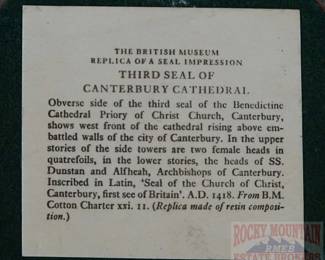 THE BRITISH MUSEUM
REPLICA OF A SEAL IMPRESSION
THIRD SEAL OF
CANTERBURY CATHEDRAL
Obverse side of the third seal of the Benedictine
Cathedral Priory of Christ Church, Canterbury,
shows west front of the cathedral rising above em-
battled walls of the city of Canterbury. In the upper
stories of the side towers are two female heads in
quatrefoils, in the lower stories, the heads of SS.
Dunstan and Alfheah, Archbishops of Canterbury.
Inscribed in Latin, 'Seal of the Church of Christ,
Canterbury, first see of Britain'. A.D. 1418. From B.M.
Cotton Charter xxi. 11. (Replica made of resin composi-
tion.)
ROCKY MOUNTAIN
RMEB
ESTATE BROKERS